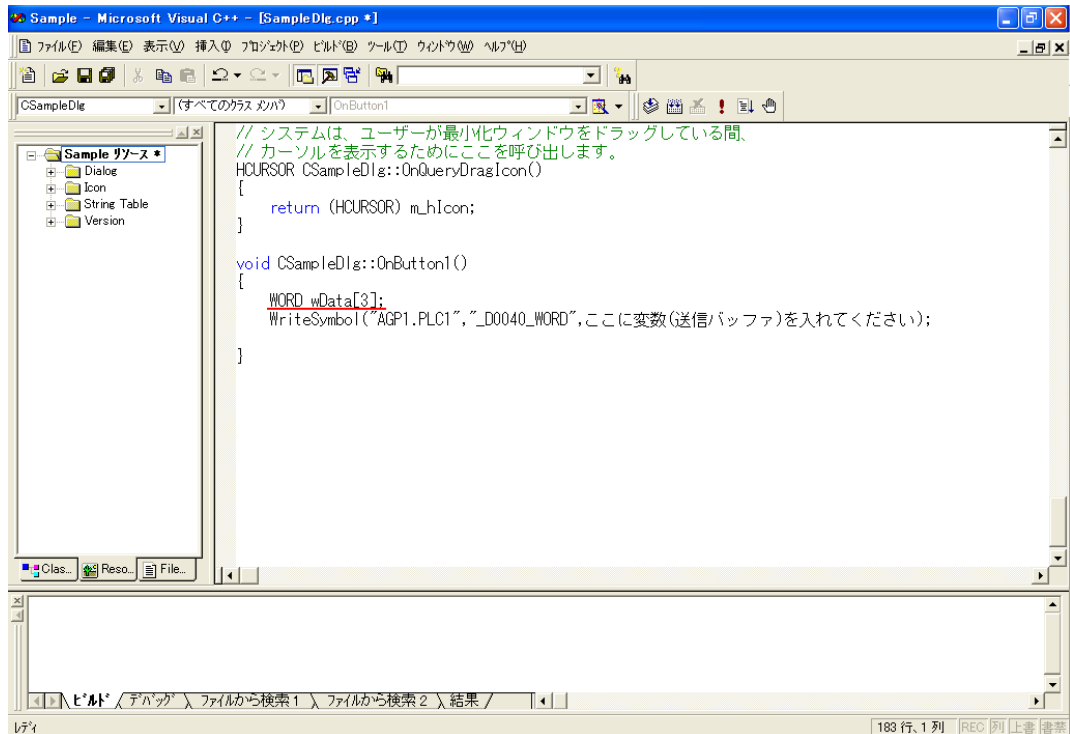 Sample - Microsoft Visual C++ - [SampleDlg.cpp *]
ファイル(F) 編集(E) 表示(V) 挿入(I) プロジェクト(P) ビルド(B) ツール(T) ウィンドウ(W) ヘルプ(H)
CSampleDlg (すべてのクラス メンバ) OnButton1
Sample リソース *
Dialog
Icon
String Table
Version
Clas... Reso... File...
// システムは、ユーザーが最小化ウィンドウをドラッグしている間、
// カーソルを表示するためにここを呼び出します。
HCURSOR CSampleDlg::OnQueryDragIcon()
{
return (HCURSOR) m_hIcon;
}
void CSampleDlg::OnButton1()
{
WORD wData[3];
WriteSymbol("AGP1.PLC1","_D0040_WORD",ここに変数(送信バッファ)を入れてください);
}
ビルド デバッグ ファイルから検索 1 ファイルから検索 2 結果
レディ 183 行、1 列 REC 列 上書 書禁